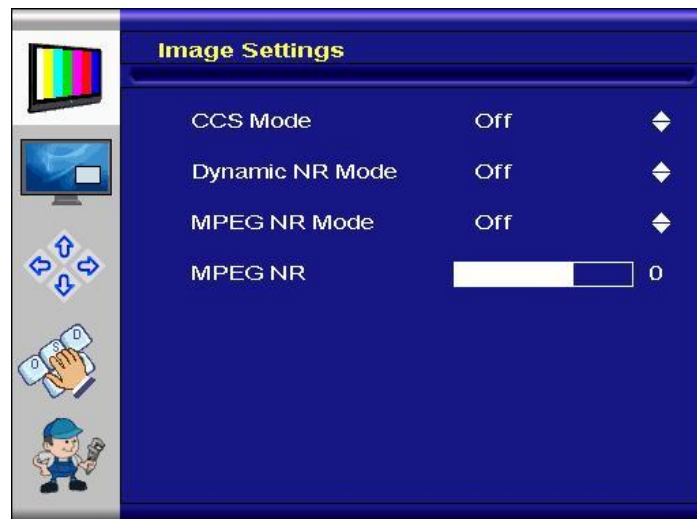 Image Settings
CCS Mode Off
Dynamic NR Mode Off
MPEG NR Mode Off
MPEG NR 0
O S D